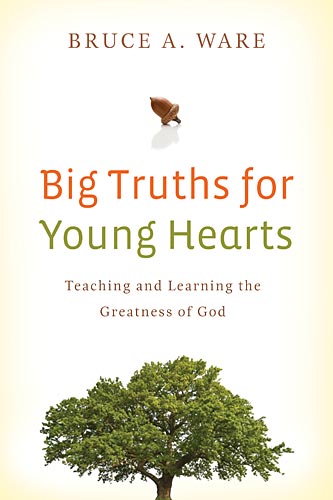 BRUCE A. WARE
Big Truths for
Young Hearts
Teaching and Learning the
Greatness of God